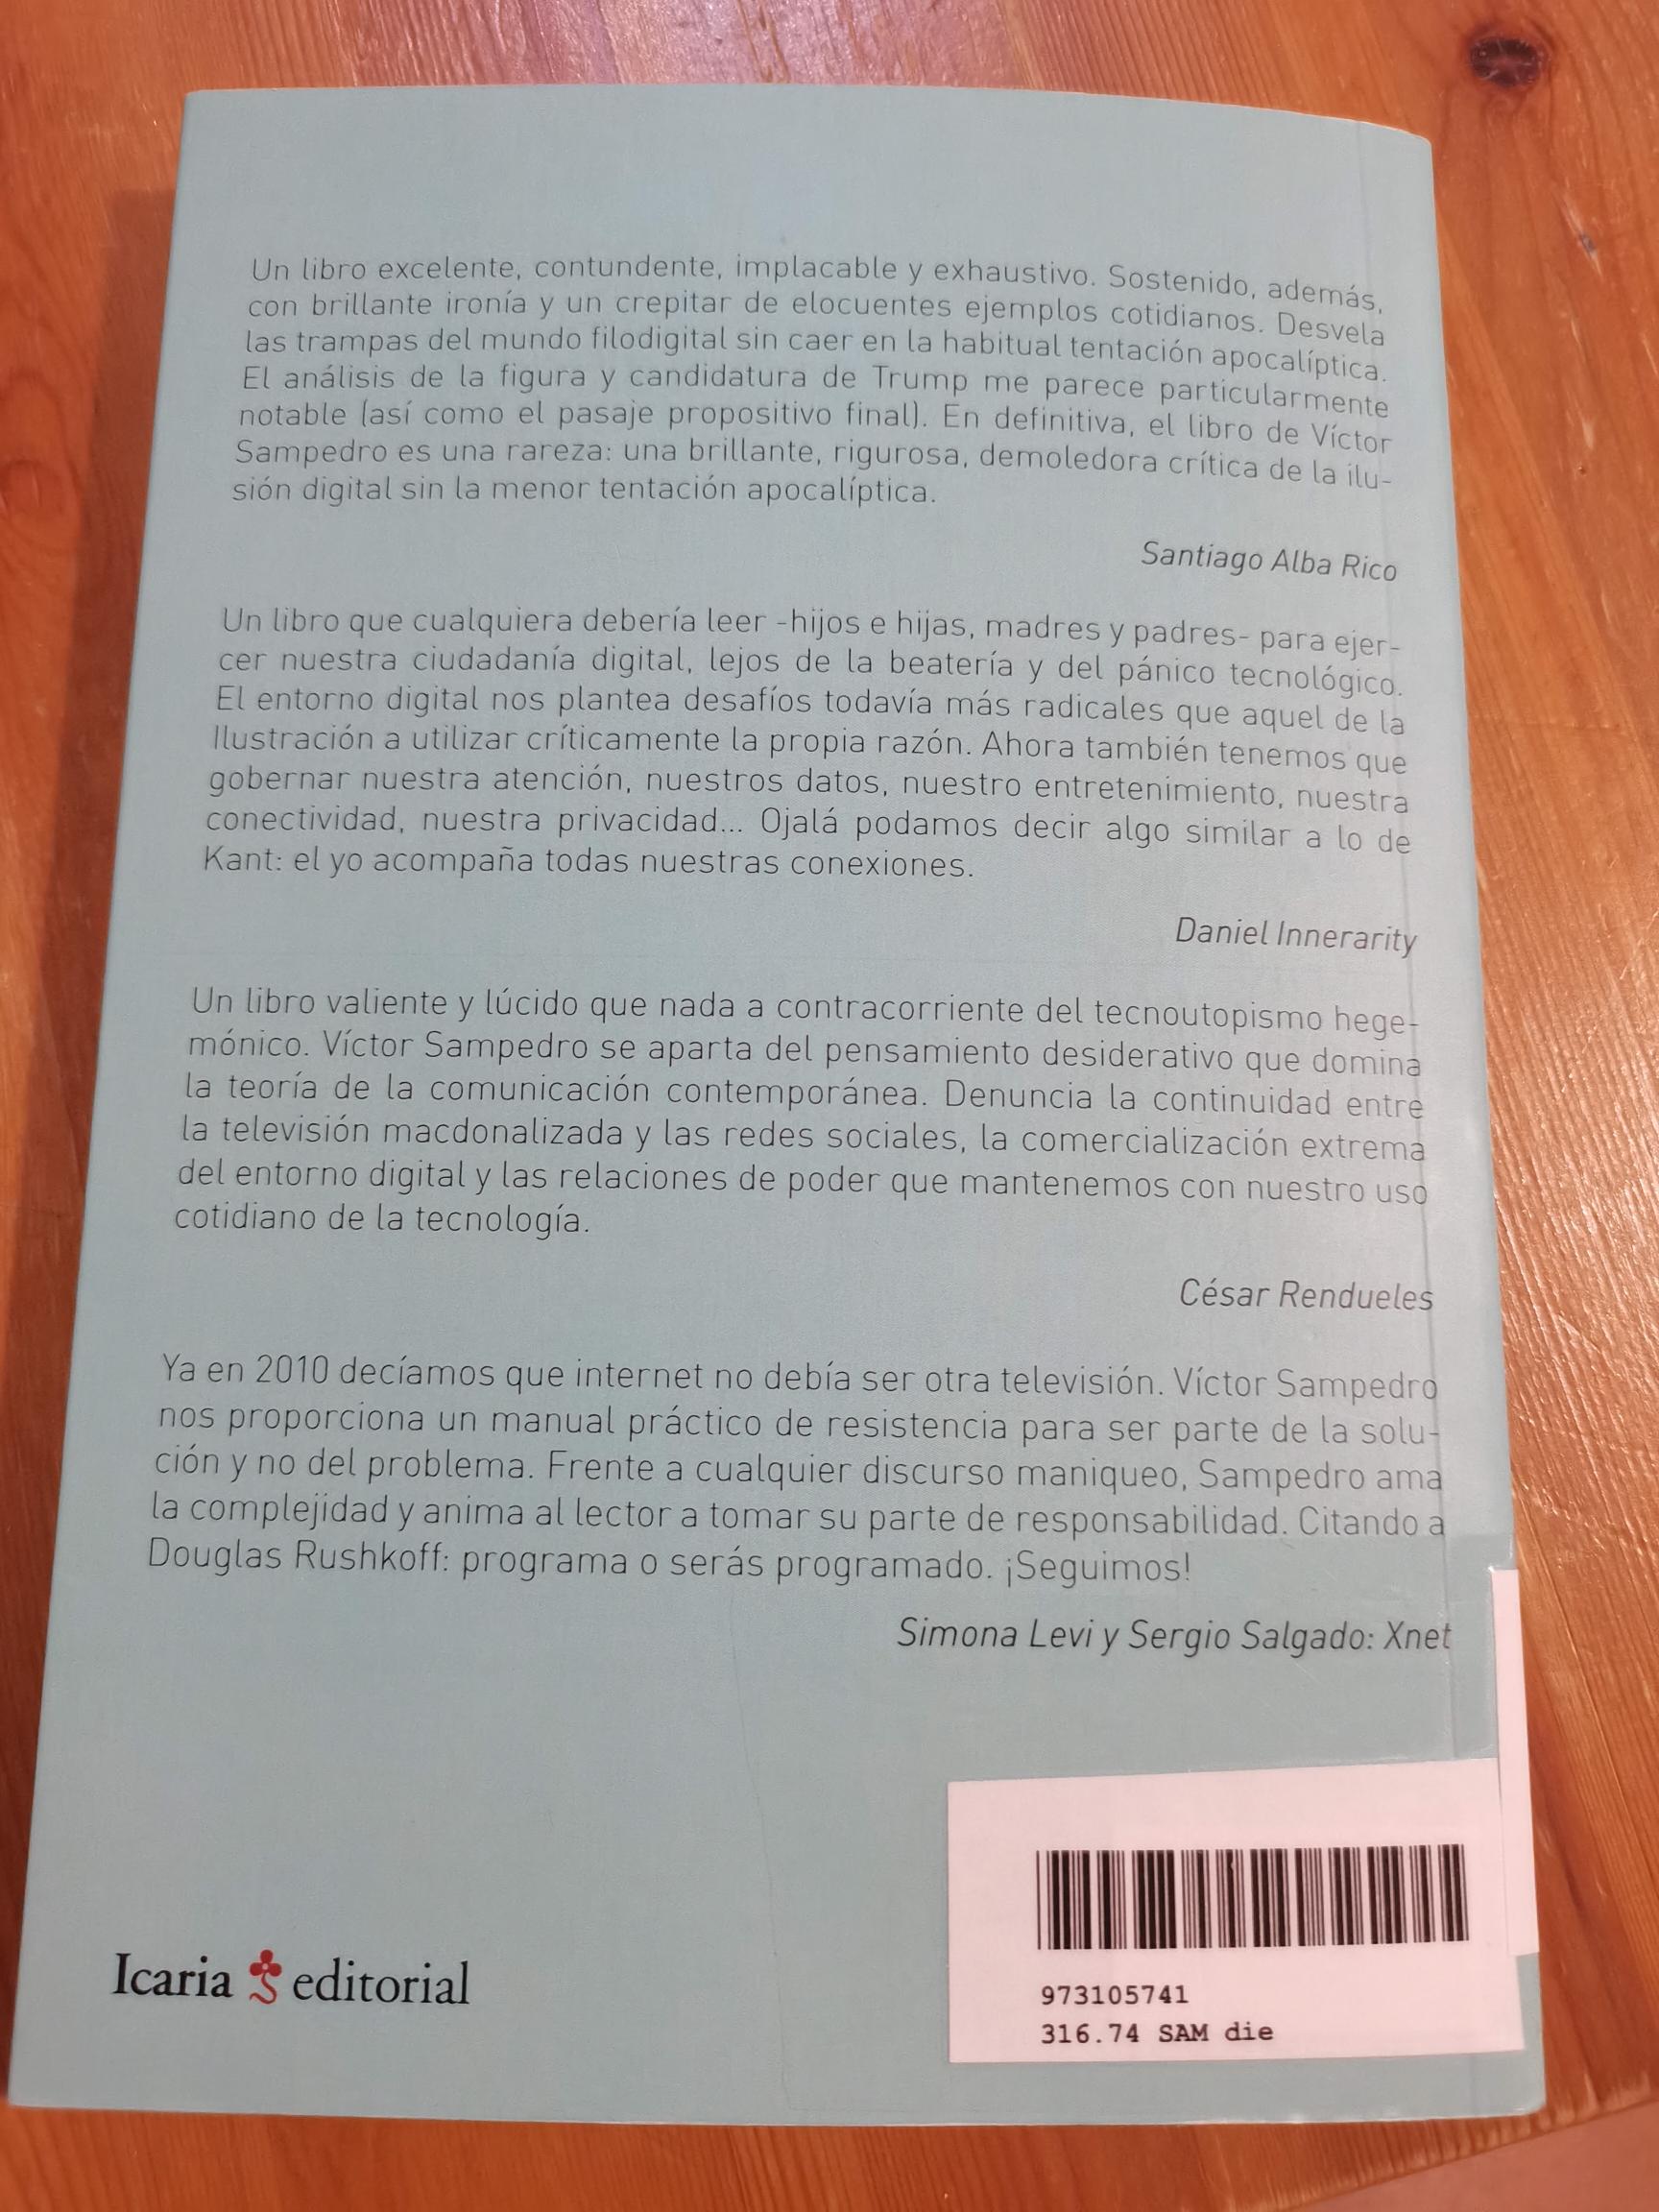 Un libro excelente, contundente, implacable y exhaustivo. Sostenido, además,
con brillante ironía y un crepitar de elocuentes ejemplos cotidianos. Desvela
las trampas del mundo filodigital sin caer en la habitual tentación apocalíptica.
El análisis de la figura y candidatura de Trump me parece particularmente
notable (así como el pasaje propositivo final). En definitiva, el libro de Víctor
Sampedro es una rareza: una brillante, rigurosa, demoledora crítica de la ilu-
sión digital sin la menor tentación apocalíptica.
Santiago Alba Rico
Un libro que cualquiera debería leer -hijos e hijas, madres y padres- para ejer-
cer nuestra ciudadanía digital, lejos de la beatería y del pánico tecnológico.
El entorno digital nos plantea desafíos todavía más radicales que aquel de la
Ilustración a utilizar críticamente la propia razón. Ahora también tenemos que
gobernar nuestra atención, nuestros datos, nuestro entretenimiento, nuestra
conectividad, nuestra privacidad... Ojalá podamos decir algo similar a lo de
Kant: el yo acompaña todas nuestras conexiones.
Daniel Innerarity
Un libro valiente y lúcido que nada a contracorriente del tecnoutopismo hege-
mónico. Víctor Sampedro se aparta del pensamiento desiderativo que domina
la teoría de la comunicación contemporánea. Denuncia la continuidad entre
la televisión macdonalizada y las redes sociales, la comercialización extrema
del entorno digital y las relaciones de poder que mantenemos con nuestro uso
cotidiano de la tecnología.
César Rendueles
Ya en 2010 decíamos que internet no debía ser otra televisión. Víctor Sampedro
nos proporciona un manual práctico de resistencia para ser parte de la solu-
ción y no del problema. Frente a cualquier discurso maniqueo, Sampedro ama
la complejidad y anima al lector a tomar su parte de responsabilidad. Citando a
Douglas Rushkoff: programa o serás programado. ¡Seguimos!
Simona Levi y Sergio Salgado: Xnet
Icaria editorial
973105741
316.74 SAM die